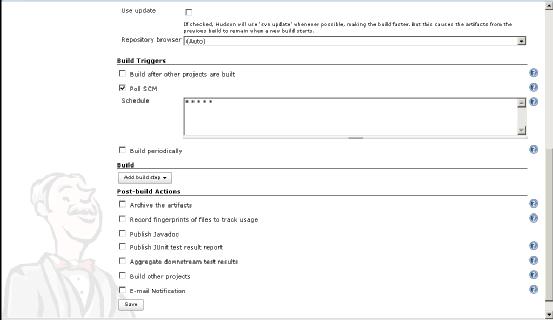 Use update
If checked, Hudson will use 'svn update' whenever possible, making the build faster. But this causes the artifacts from the
previous build to remain when a new build starts.
Repository browser (Auto)
Build Triggers
Build after other projects are built
Poll SCM
Schedule * * * * *
Build periodically
Build
Add build step
Post-build Actions
Archive the artifacts
Record fingerprints of files to track usage
Publish Javadoc
Publish JUnit test result report
Aggregate downstream test results
Build other projects
E-mail Notification
Save